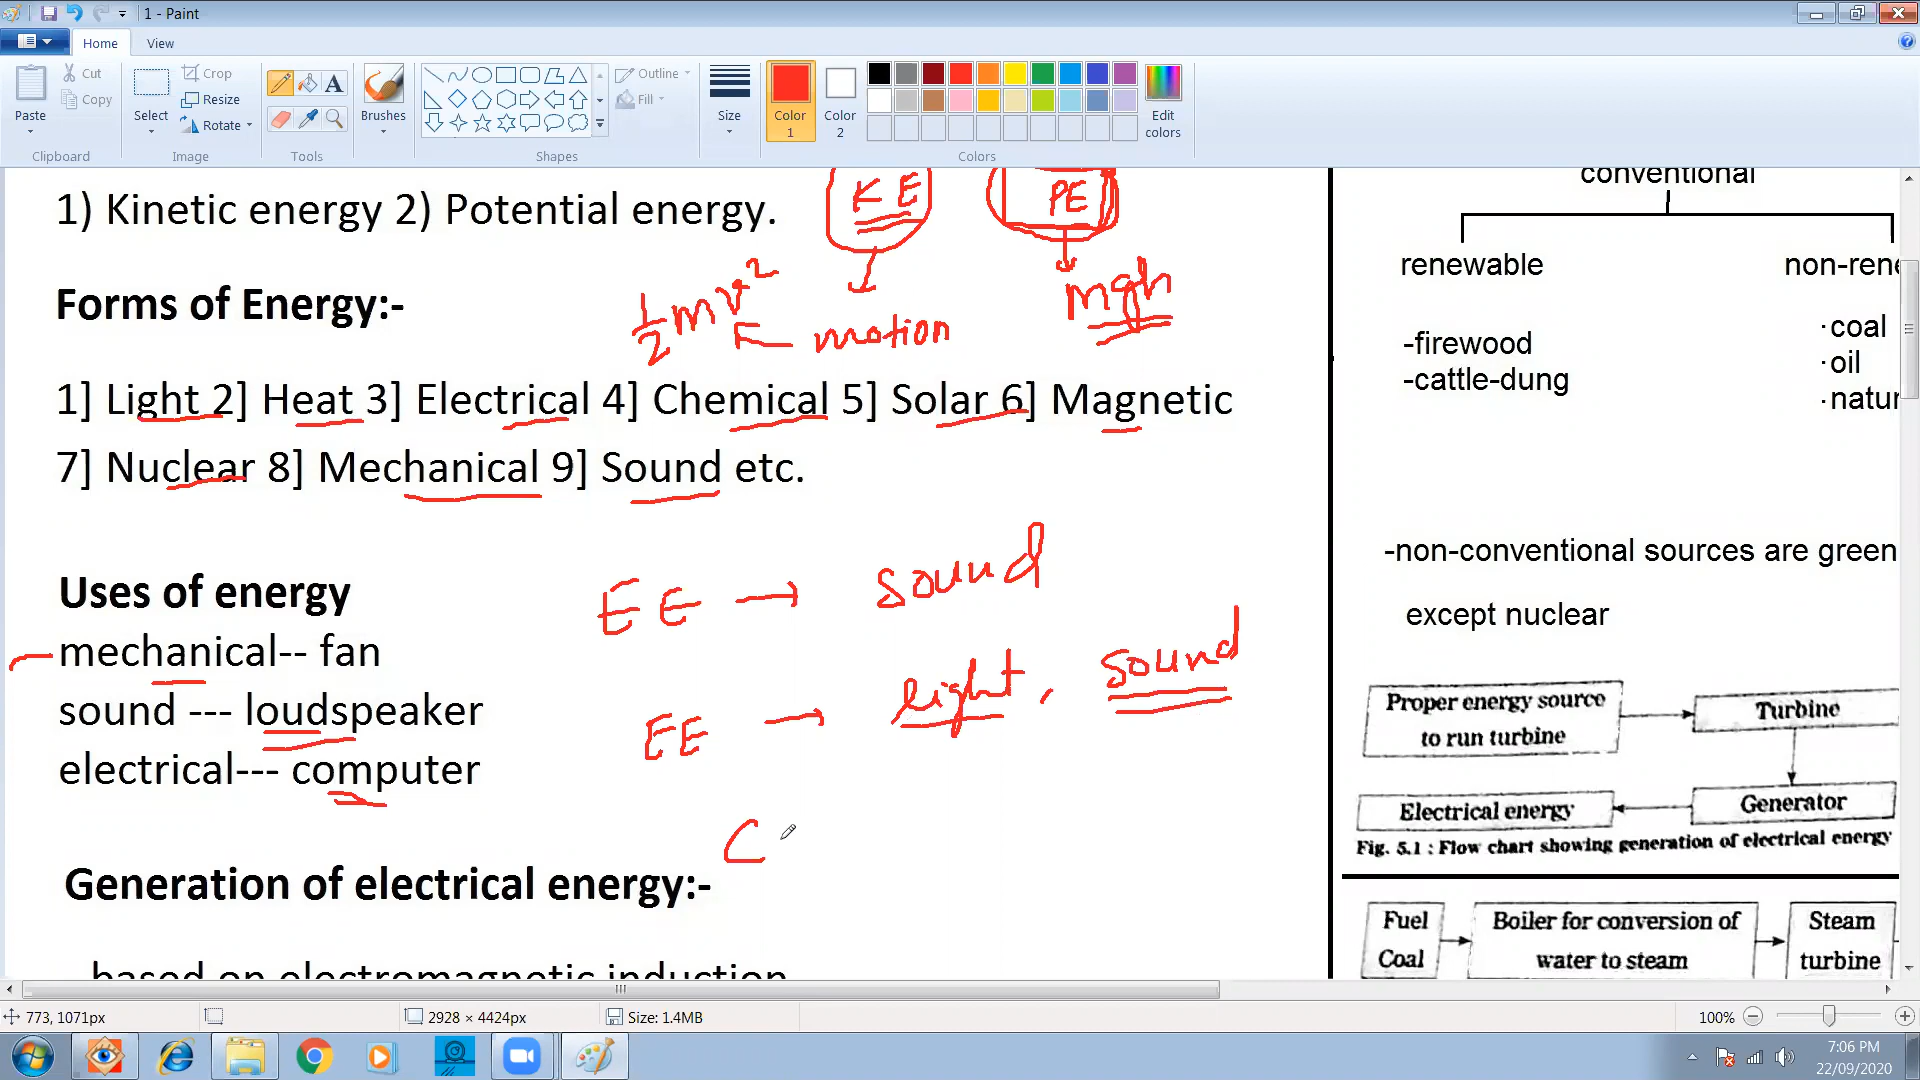 1 - Paint
Home View
Paste
Cut
Copy
Clipboard
Select
Crop
Resize
Rotate
Image
Tools
Brushes
Shapes
Outline
Fill
Size
Color 1
Color 2
Edit colors
Colors
1) Kinetic energy 2) Potential energy.
K E
PE
Forms of Energy:-
1/2 mv²
motion
mgh
1] Light 2] Heat 3] Electrical 4] Chemical 5] Solar 6] Magnetic
7] Nuclear 8] Mechanical 9] Sound etc.
Uses of energy
mechanical-- fan
sound --- loudspeaker
electrical--- computer
EE → sound
EE → light, sound
C
Generation of electrical energy:-
based on electromagnetic induction
conventional
renewable
non-rene
-firewood
-cattle-dung
·coal
·oil
·natur
-non-conventional sources are green
except nuclear
Proper energy source
to run turbine
Turbine
Electrical energy
Generator
Fig. 5.1 : Flow chart showing generation of electrical energy
Fuel
Coal
Boiler for conversion of
water to steam
Steam
turbine
773, 1071px
2928 × 4424px
Size: 1.4MB
100%
7:06 PM
22/09/2020